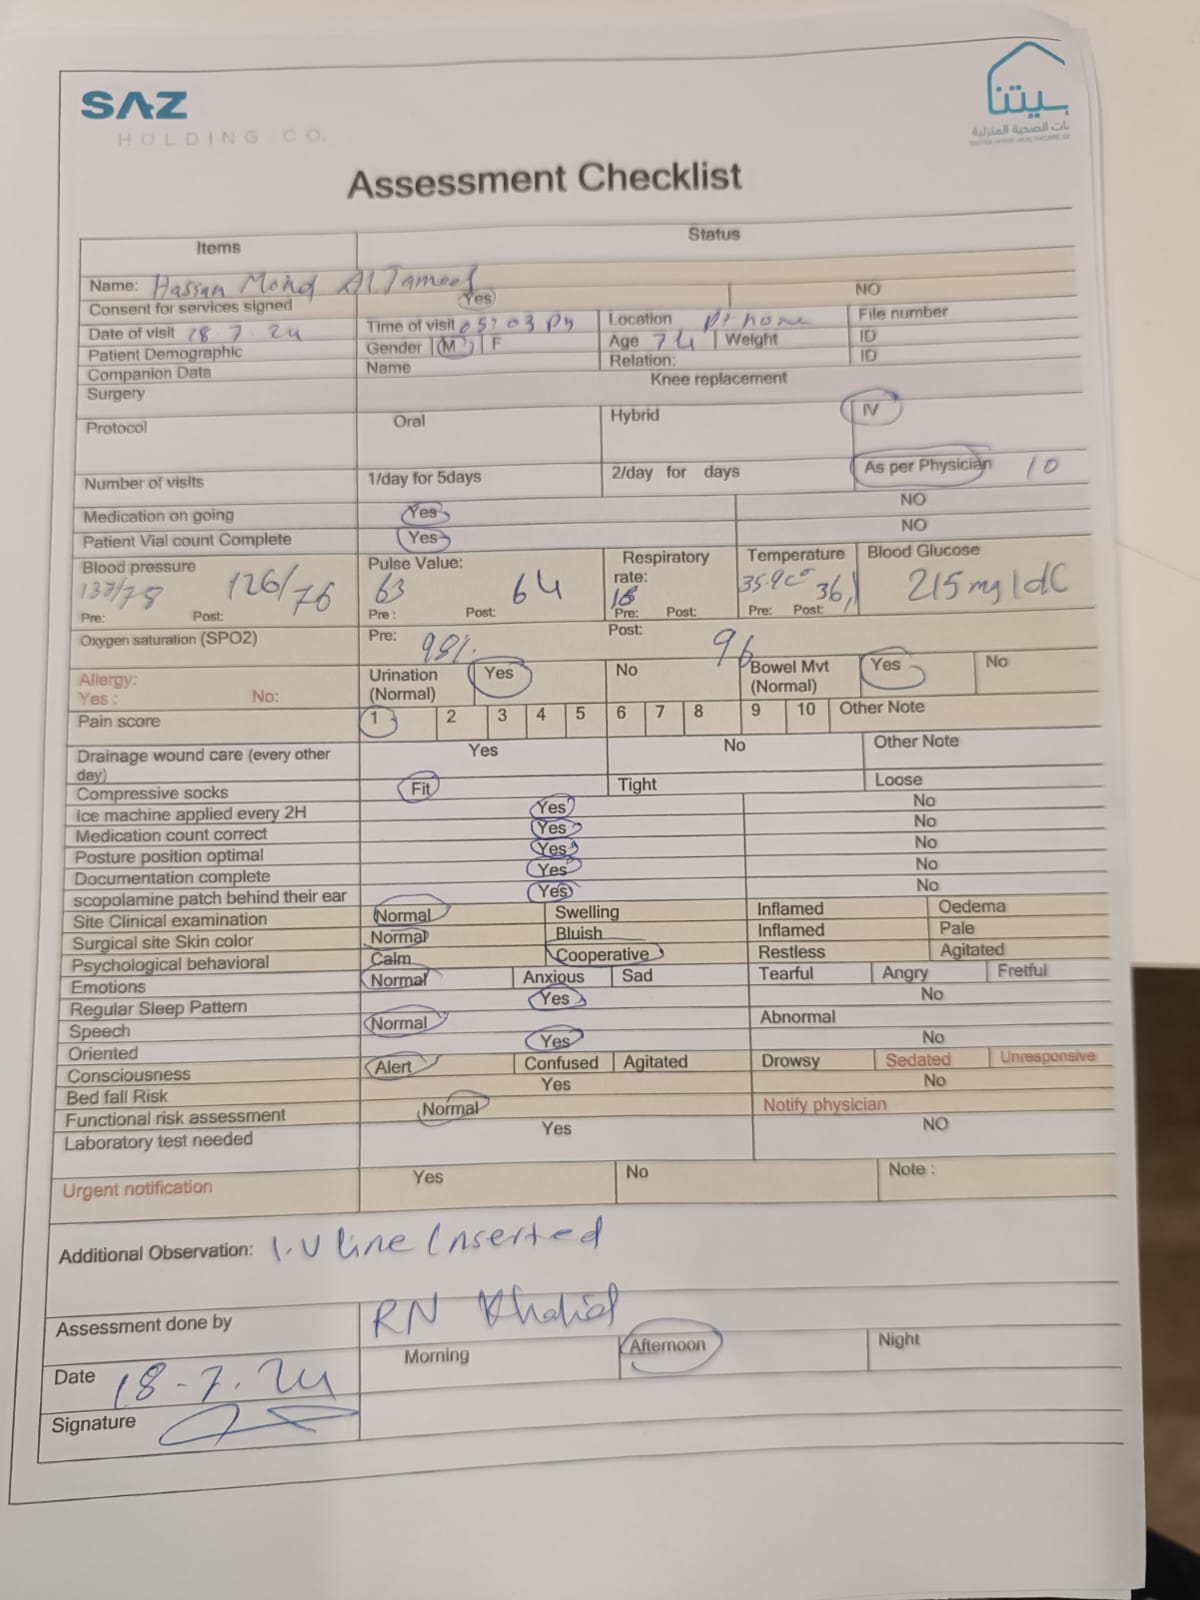 SAZ
HOLDING CO.
بيتنا
Assessment Checklist
Items Status
Name: Hassan Mohd
Consent for services signed Yes NO
Date of visit 18.7.24 Time of visit 05:03 PM Location Pt home File number
Patient Demographic Gender M F Age 74 Weight ID
Companion Data Name Relation: ID
Surgery Knee replacement
Protocol Oral Hybrid IV
Number of visits 1/day for 5days 2/day for days As per Physician 10
Medication on going Yes NO
Patient Vial count Complete Yes NO
Blood pressure Pulse Value: Respiratory rate: Temperature Blood Glucose
137/78 126/76 63 64 18 35.9c° 36,1 215mg/dL
Pre: Post: Pre: Post: Pre: Post: Pre: Post:
Oxygen saturation (SPO2) Pre: 98% Post: 96
Allergy: Urination Yes No Bowel Mvt Yes No
Yes : No: (Normal) (Normal)
Pain score 1 2 3 4 5 6 7 8 9 10 Other Note
Drainage wound care (every other day) Yes No Other Note
Compressive socks Fit Tight Loose
Ice machine applied every 2H Yes No
Medication count correct Yes No
Posture position optimal Yes No
Documentation complete Yes No
scopolamine patch behind their ear Yes No
Site Clinical examination Normal Swelling Inflamed Oedema
Surgical site Skin color Normal Bluish Inflamed Pale
Psychological behavioral Calm Cooperative Restless Agitated
Emotions Normal Anxious Sad Tearful Angry Fretful
Regular Sleep Pattern Yes No
Speech Normal Abnormal
Oriented Yes No
Consciousness Alert Confused Agitated Drowsy Sedated Unresponsive
Bed fall Risk Yes No
Functional risk assessment Normal Notify physician
Laboratory test needed Yes NO
Urgent notification Yes No Note :
Additional Observation: I.V line inserted
Assessment done by RN Khalid
Date 18-7.24 Morning Afternoon Night
Signature